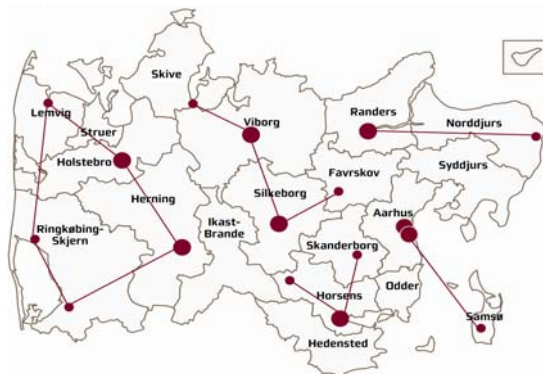 Skive
Lemvig
Struer
Viborg
Randers
Norddjurs
Holstebro
Favrskov
Syddjurs
Herning
Silkeborg
Ikast-
Brande
Aarhus
Ringkøbing-
Skjern
Skanderborg
Odder
Horsens
Samsø
Hedensted